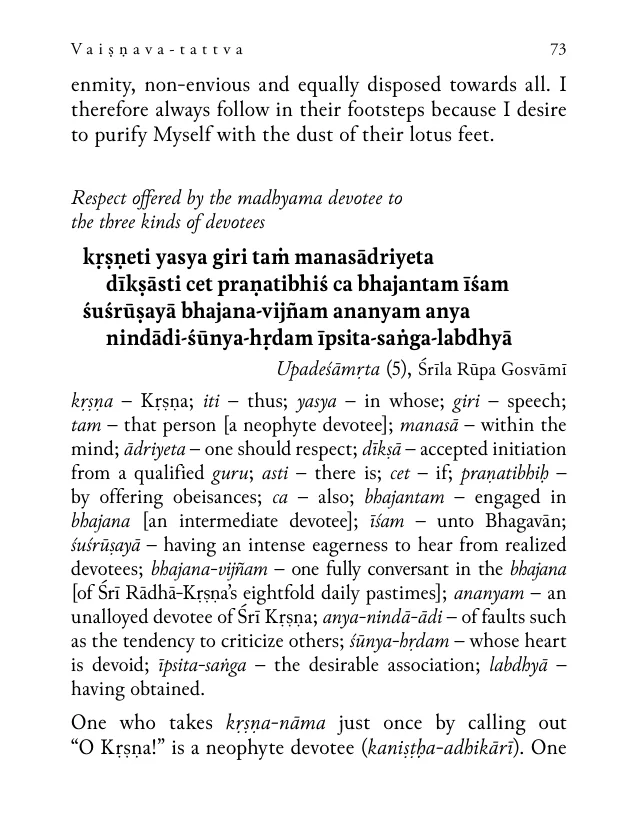 Vaiṣṇava-tattva 73
enmity, non-envious and equally disposed towards all. I
therefore always follow in their footsteps because I desire
to purify Myself with the dust of their lotus feet.
Respect offered by the madhyama devotee to
the three kinds of devotees
kṛṣṇeti yasya giri taṁ manasādriyeta
dīkṣāsti cet praṇatibhiś ca bhajantam īśam
śuśrūṣayā bhajana-vijñam ananyam anya
nindādi-śūnya-hṛdam īpsita-saṅga-labdhyā
Upadeśāmṛta (5), Śrīla Rūpa Gosvāmī
kṛṣṇa – Kṛṣṇa; iti – thus; yasya – in whose; giri – speech;
tam – that person [a neophyte devotee]; manasā – within the
mind; ādriyeta – one should respect; dīkṣā – accepted initiation
from a qualified guru; asti – there is; cet – if; praṇatibhiḥ –
by offering obeisances; ca – also; bhajantam – engaged in
bhajana [an intermediate devotee]; īśam – unto Bhagavān;
śuśrūṣayā – having an intense eagerness to hear from realized
devotees; bhajana-vijñam – one fully conversant in the bhajana
[of Śrī Rādhā-Kṛṣṇa’s eightfold daily pastimes]; ananyam – an
unalloyed devotee of Śrī Kṛṣṇa; anya-nindā-ādi – of faults such
as the tendency to criticize others; śūnya-hṛdam – whose heart
is devoid; īpsita-saṅga – the desirable association; labdhyā –
having obtained.
One who takes kṛṣṇa-nāma just once by calling out
“O Kṛṣṇa!” is a neophyte devotee (kaniṣṭha-adhikārī). One